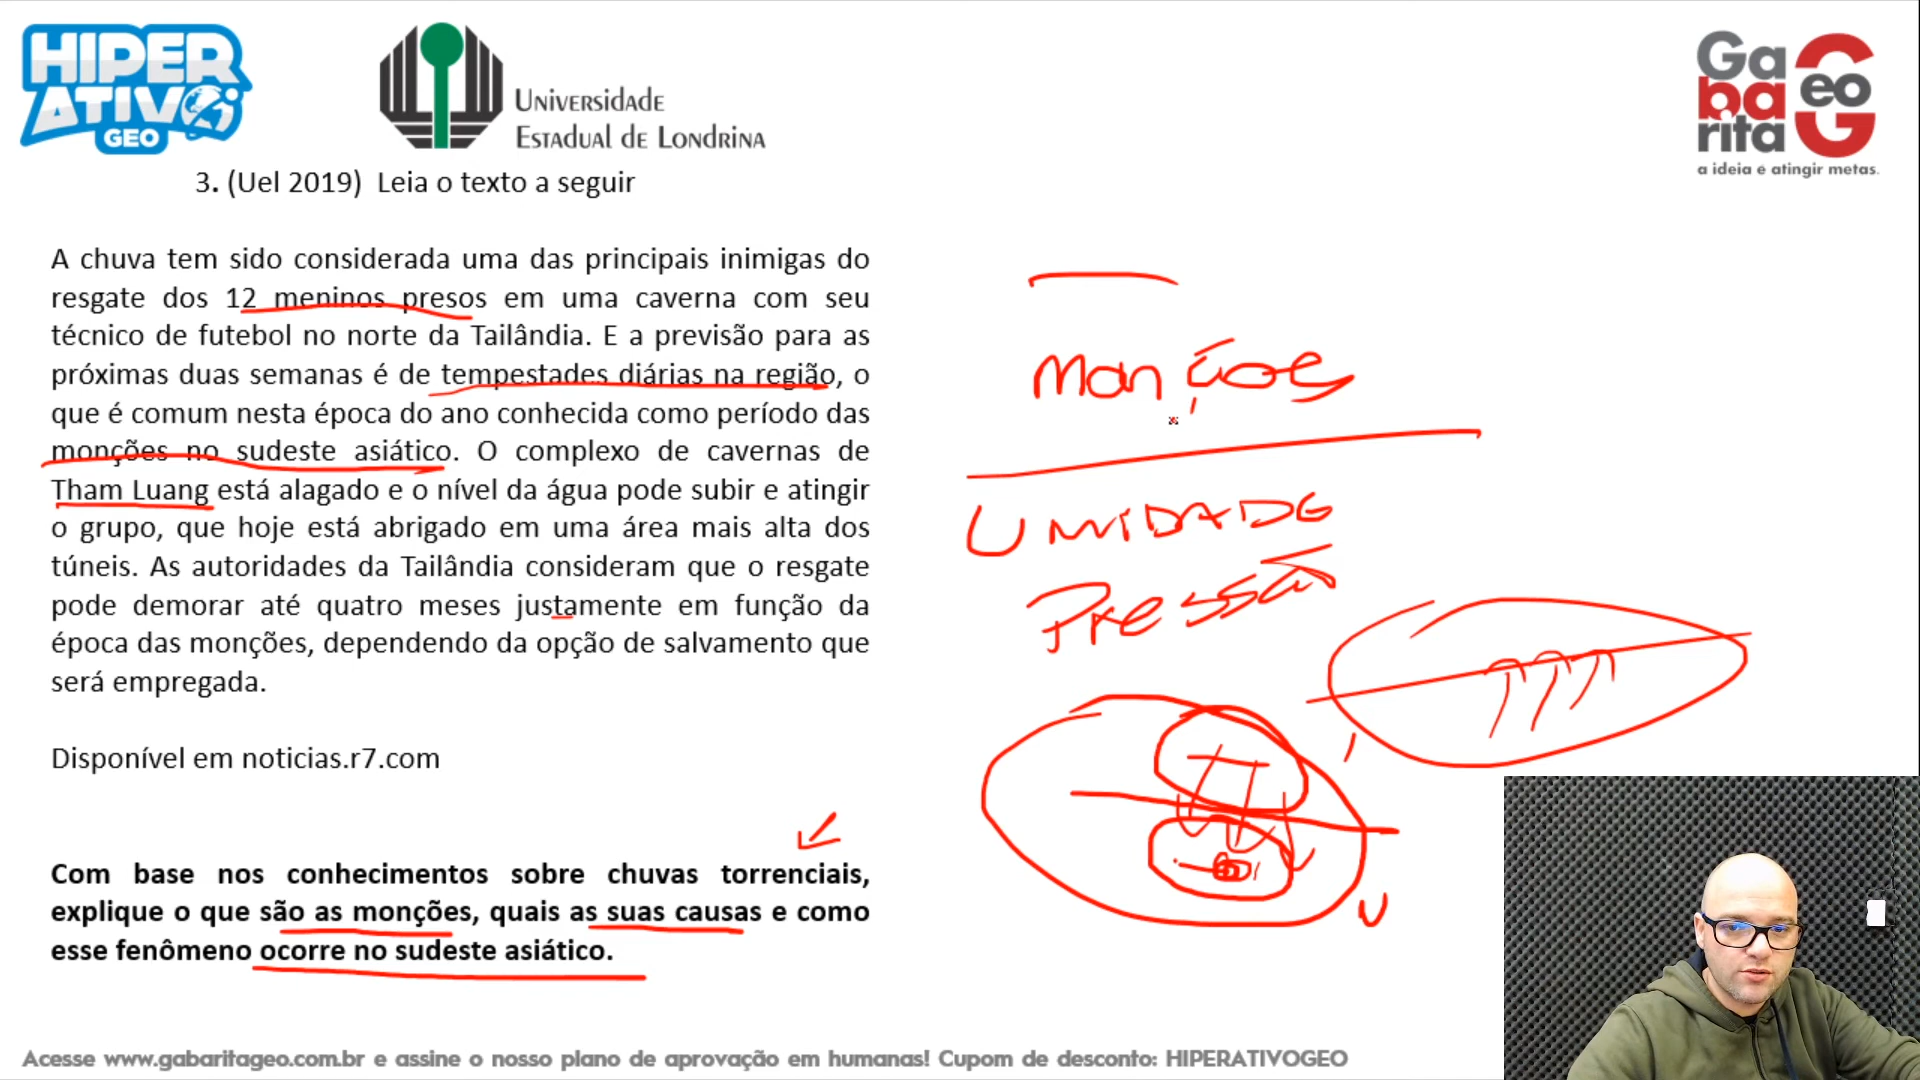 HIPER
ATIVO
GEO
UNIVERSIDADE
ESTADUAL DE LONDRINA
Ga
ba
rita
Geo
a ideia e atingir metas.
3. (Uel 2019) Leia o texto a seguir
A chuva tem sido considerada uma das principais inimigas do
resgate dos 12 meninos presos em uma caverna com seu
técnico de futebol no norte da Tailândia. E a previsão para as
próximas duas semanas é de tempestades diárias na região, o
que é comum nesta época do ano conhecida como período das
monções no sudeste asiático. O complexo de cavernas de
Tham Luang está alagado e o nível da água pode subir e atingir
o grupo, que hoje está abrigado em uma área mais alta dos
túneis. As autoridades da Tailândia consideram que o resgate
pode demorar até quatro meses justamente em função da
época das monções, dependendo da opção de salvamento que
será empregada.
Disponível em noticias.r7.com
Com base nos conhecimentos sobre chuvas torrenciais,
explique o que são as monções, quais as suas causas e como
esse fenômeno ocorre no sudeste asiático.
Monções
UMIDADE
Pressão
I
V
Acesse www.gabaritageo.com.br e assine o nosso plano de aprovação em humanas! Cupom de desconto: HIPERATIVOGEO